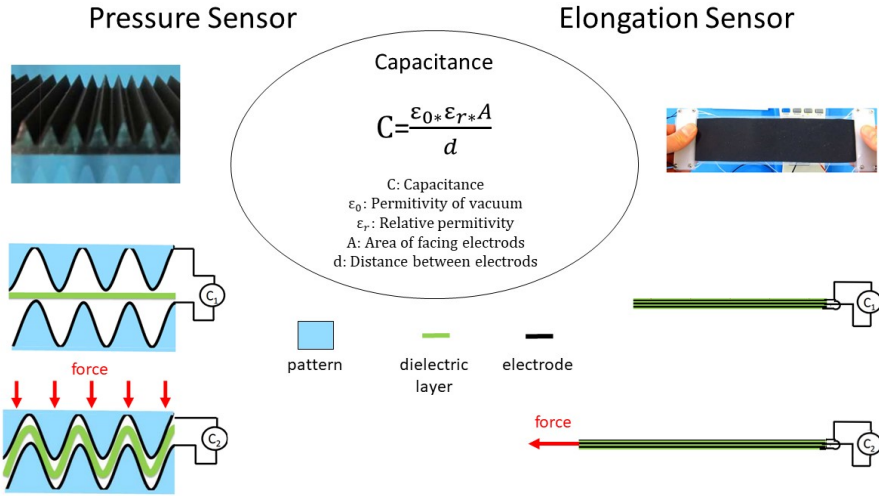 Pressure Sensor
Elongation Sensor
Capacitance
C=ε₀*εᵣ*A/d
C: Capacitance
ε₀: Permitivity of vacuum
εᵣ: Relative permitivity
A: Area of facing electrods
d: Distance between electrods
C₁
C₁
pattern
dielectric
layer
electrode
force
C₂
force
C₂